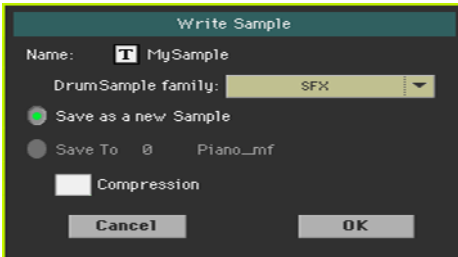 Write Sample
Name: T MySample
DrumSample family: SFX
Save as a new Sample
Save To 0 Piano_mf
Compression
Cancel OK